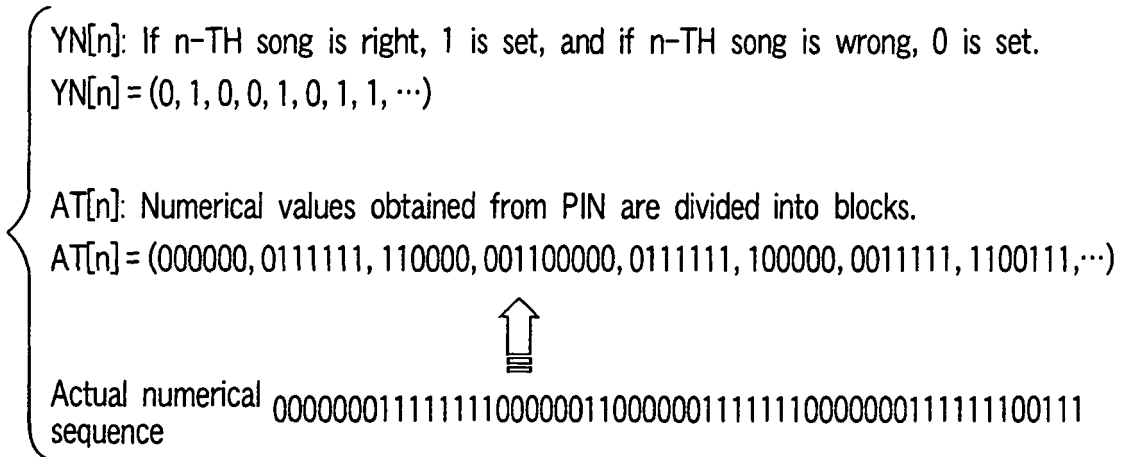 YN[n]: If n-TH song is right, 1 is set, and if n-TH song is wrong, 0 is set.
YN[n] = (0, 1, 0, 0, 1, 0, 1, 1, ···)
AT[n]: Numerical values obtained from PIN are divided into blocks.
AT[n] = (000000, 0111111, 110000, 001100000, 0111111, 100000, 0011111, 1100111,···)
Actual numerical 0000000111111110000001100000011111110000000111111100111
sequence